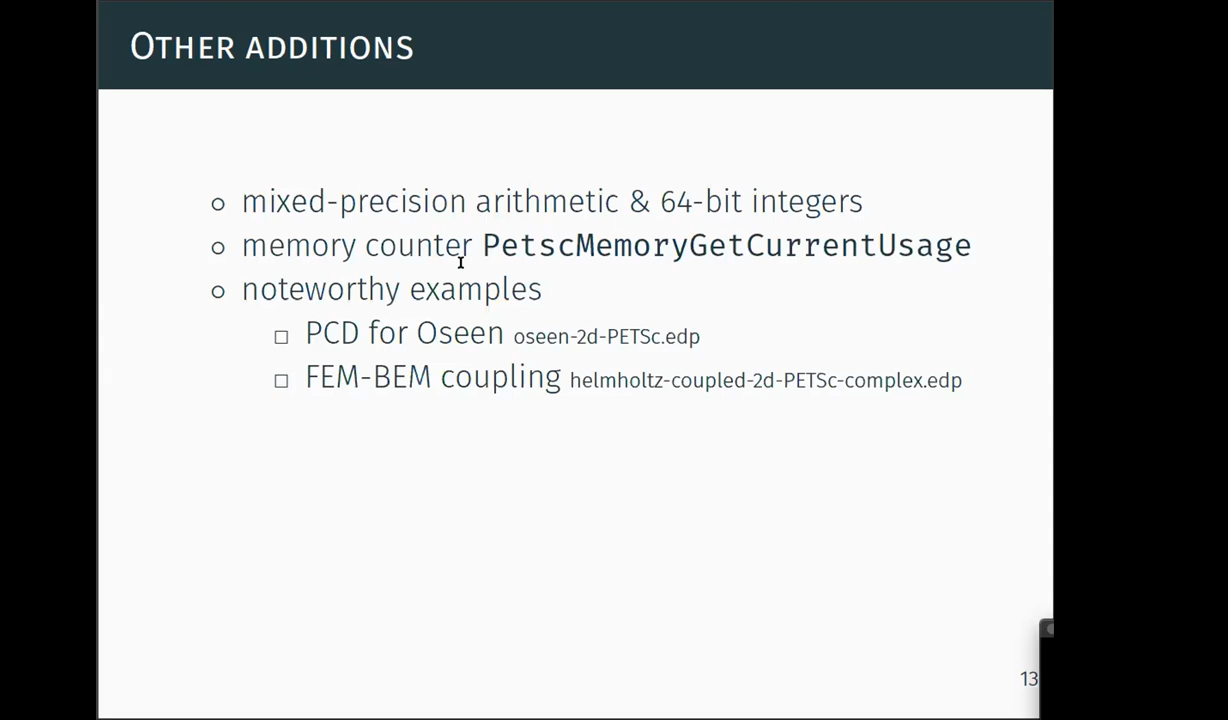 OTHER ADDITIONS
mixed-precision arithmetic & 64-bit integers
memory counter PetscMemoryGetCurrentUsage
noteworthy examples
PCD for Oseen oseen-2d-PETSc.edp
FEM-BEM coupling helmholtz-coupled-2d-PETSc-complex.edp
13